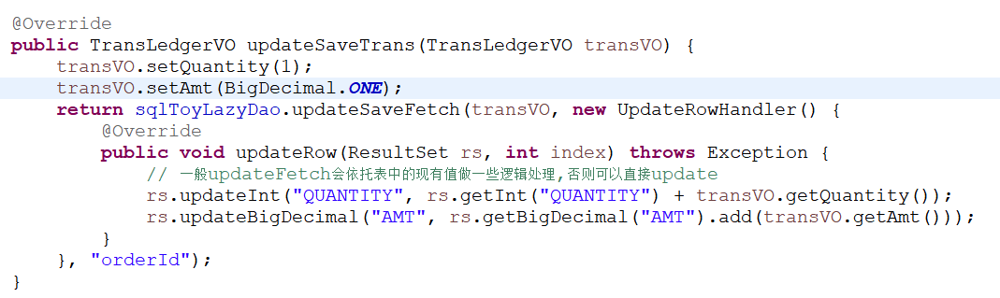 @Override
public TransLedgerVO updateSaveTrans(TransLedgerVO transVO) {
    transVO.setQuantity(1);
    transVO.setAmt(BigDecimal.ONE);
    return sqlToyLazyDao.updateSaveFetch(transVO, new UpdateRowHandler() {
        @Override
        public void updateRow(ResultSet rs, int index) throws Exception {
            // 一般updateFetch会依托表中的现有值做一些逻辑处理,否则可以直接update
            rs.updateInt("QUANTITY", rs.getInt("QUANTITY") + transVO.getQuantity());
            rs.updateBigDecimal("AMT", rs.getBigDecimal("AMT").add(transVO.getAmt()));
        }
    }, "orderId");
}